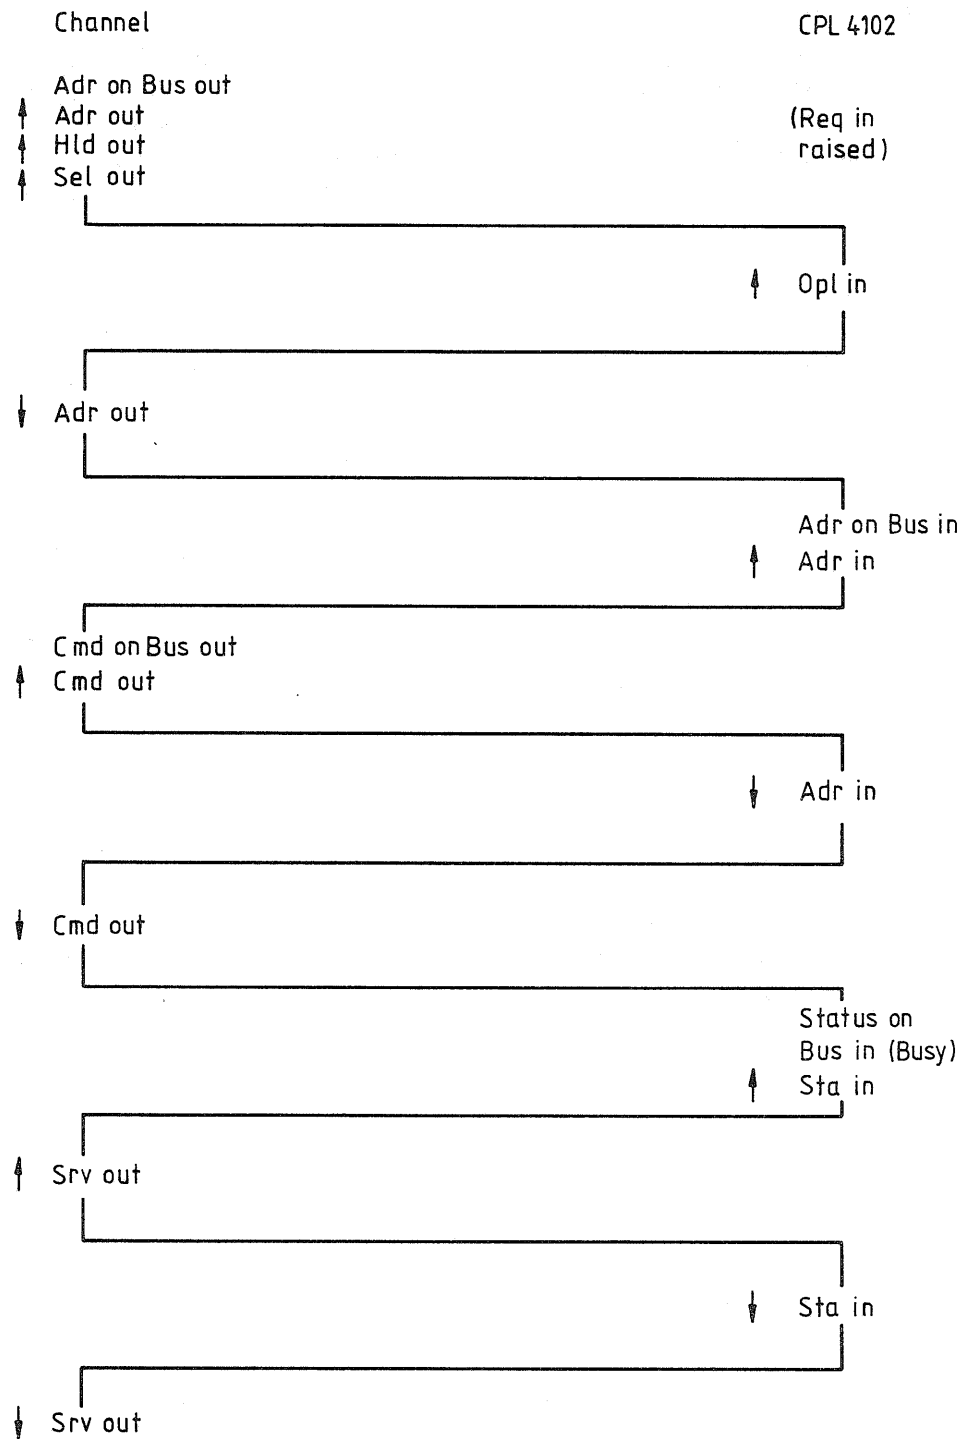 Channel
CPL 4102
Adr on Bus out
Adr out
Hld out
Sel out
(Req in
raised)
Opl in
Adr out
Adr on Bus in
Adr in
Cmd on Bus out
Cmd out
Adr in
Cmd out
Status on
Bus in (Busy)
Sta in
Srv out
Sta in
Srv out